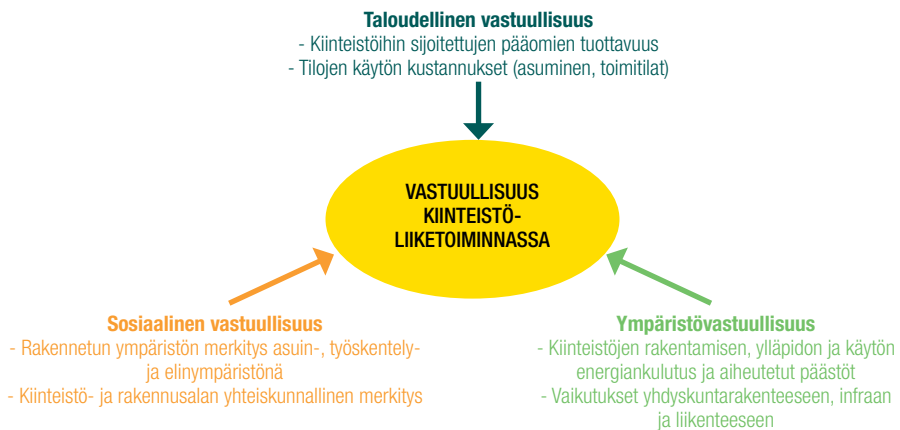 Taloudellinen vastuullisuus
- Kiinteistöihin sijoitettujen pääomien tuottavuus
- Tilojen käytön kustannukset (asuminen, toimitilat)
VASTUULLISUUS
KIINTEISTÖ-
LIIKETOIMINNASSA
Sosiaalinen vastuullisuus
- Rakennetun ympäristön merkitys asuin-, työskentely-
ja elinympäristönä
- Kiinteistö- ja rakennusalan yhteiskunnallinen merkitys
Ympäristövastuullisuus
- Kiinteistöjen rakentamisen, ylläpidon ja käytön
energiankulutus ja aiheutetut päästöt
- Vaikutukset yhdyskuntarakenteeseen, infraan
ja liikenteeseen